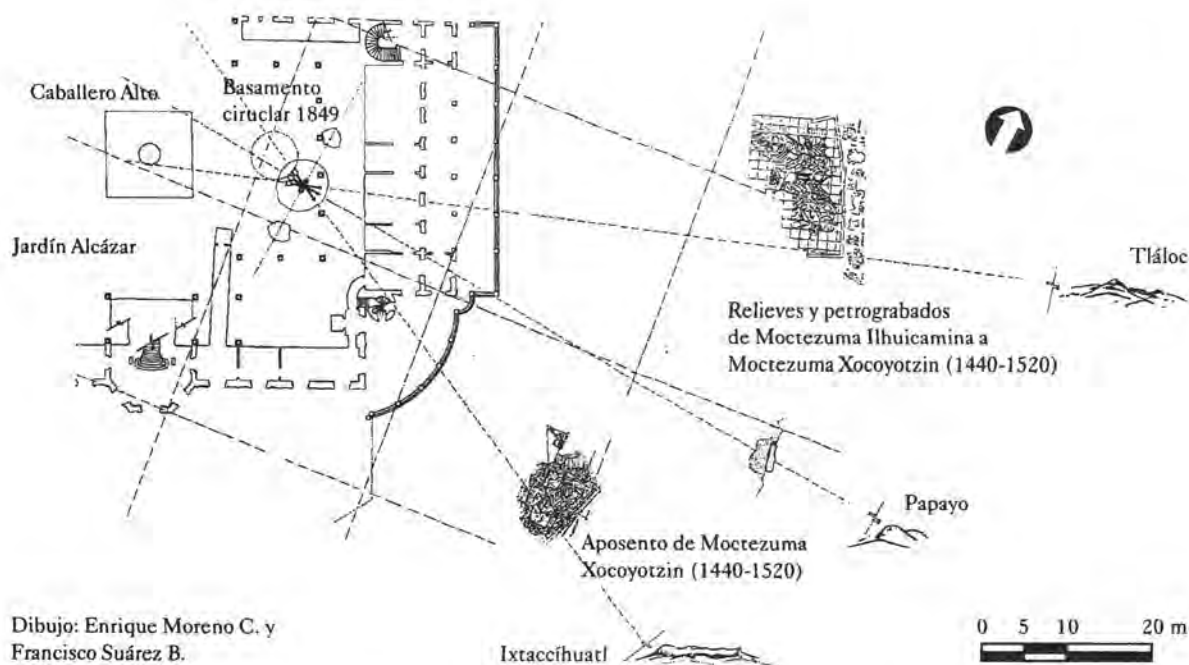 Caballero Alto
Basamento
ciruclar 1849
Jardín Alcázar
Tláloc
Relieves y petrograbados
de Moctezuma Ilhuicamina a
Moctezuma Xocoyotzin (1440-1520)
Papayo
Aposento de Moctezuma
Xocoyotzin (1440-1520)
Dibujo: Enrique Moreno C. y
Francisco Suárez B.
Ixtaccíhuatl
0 5 10 20 m